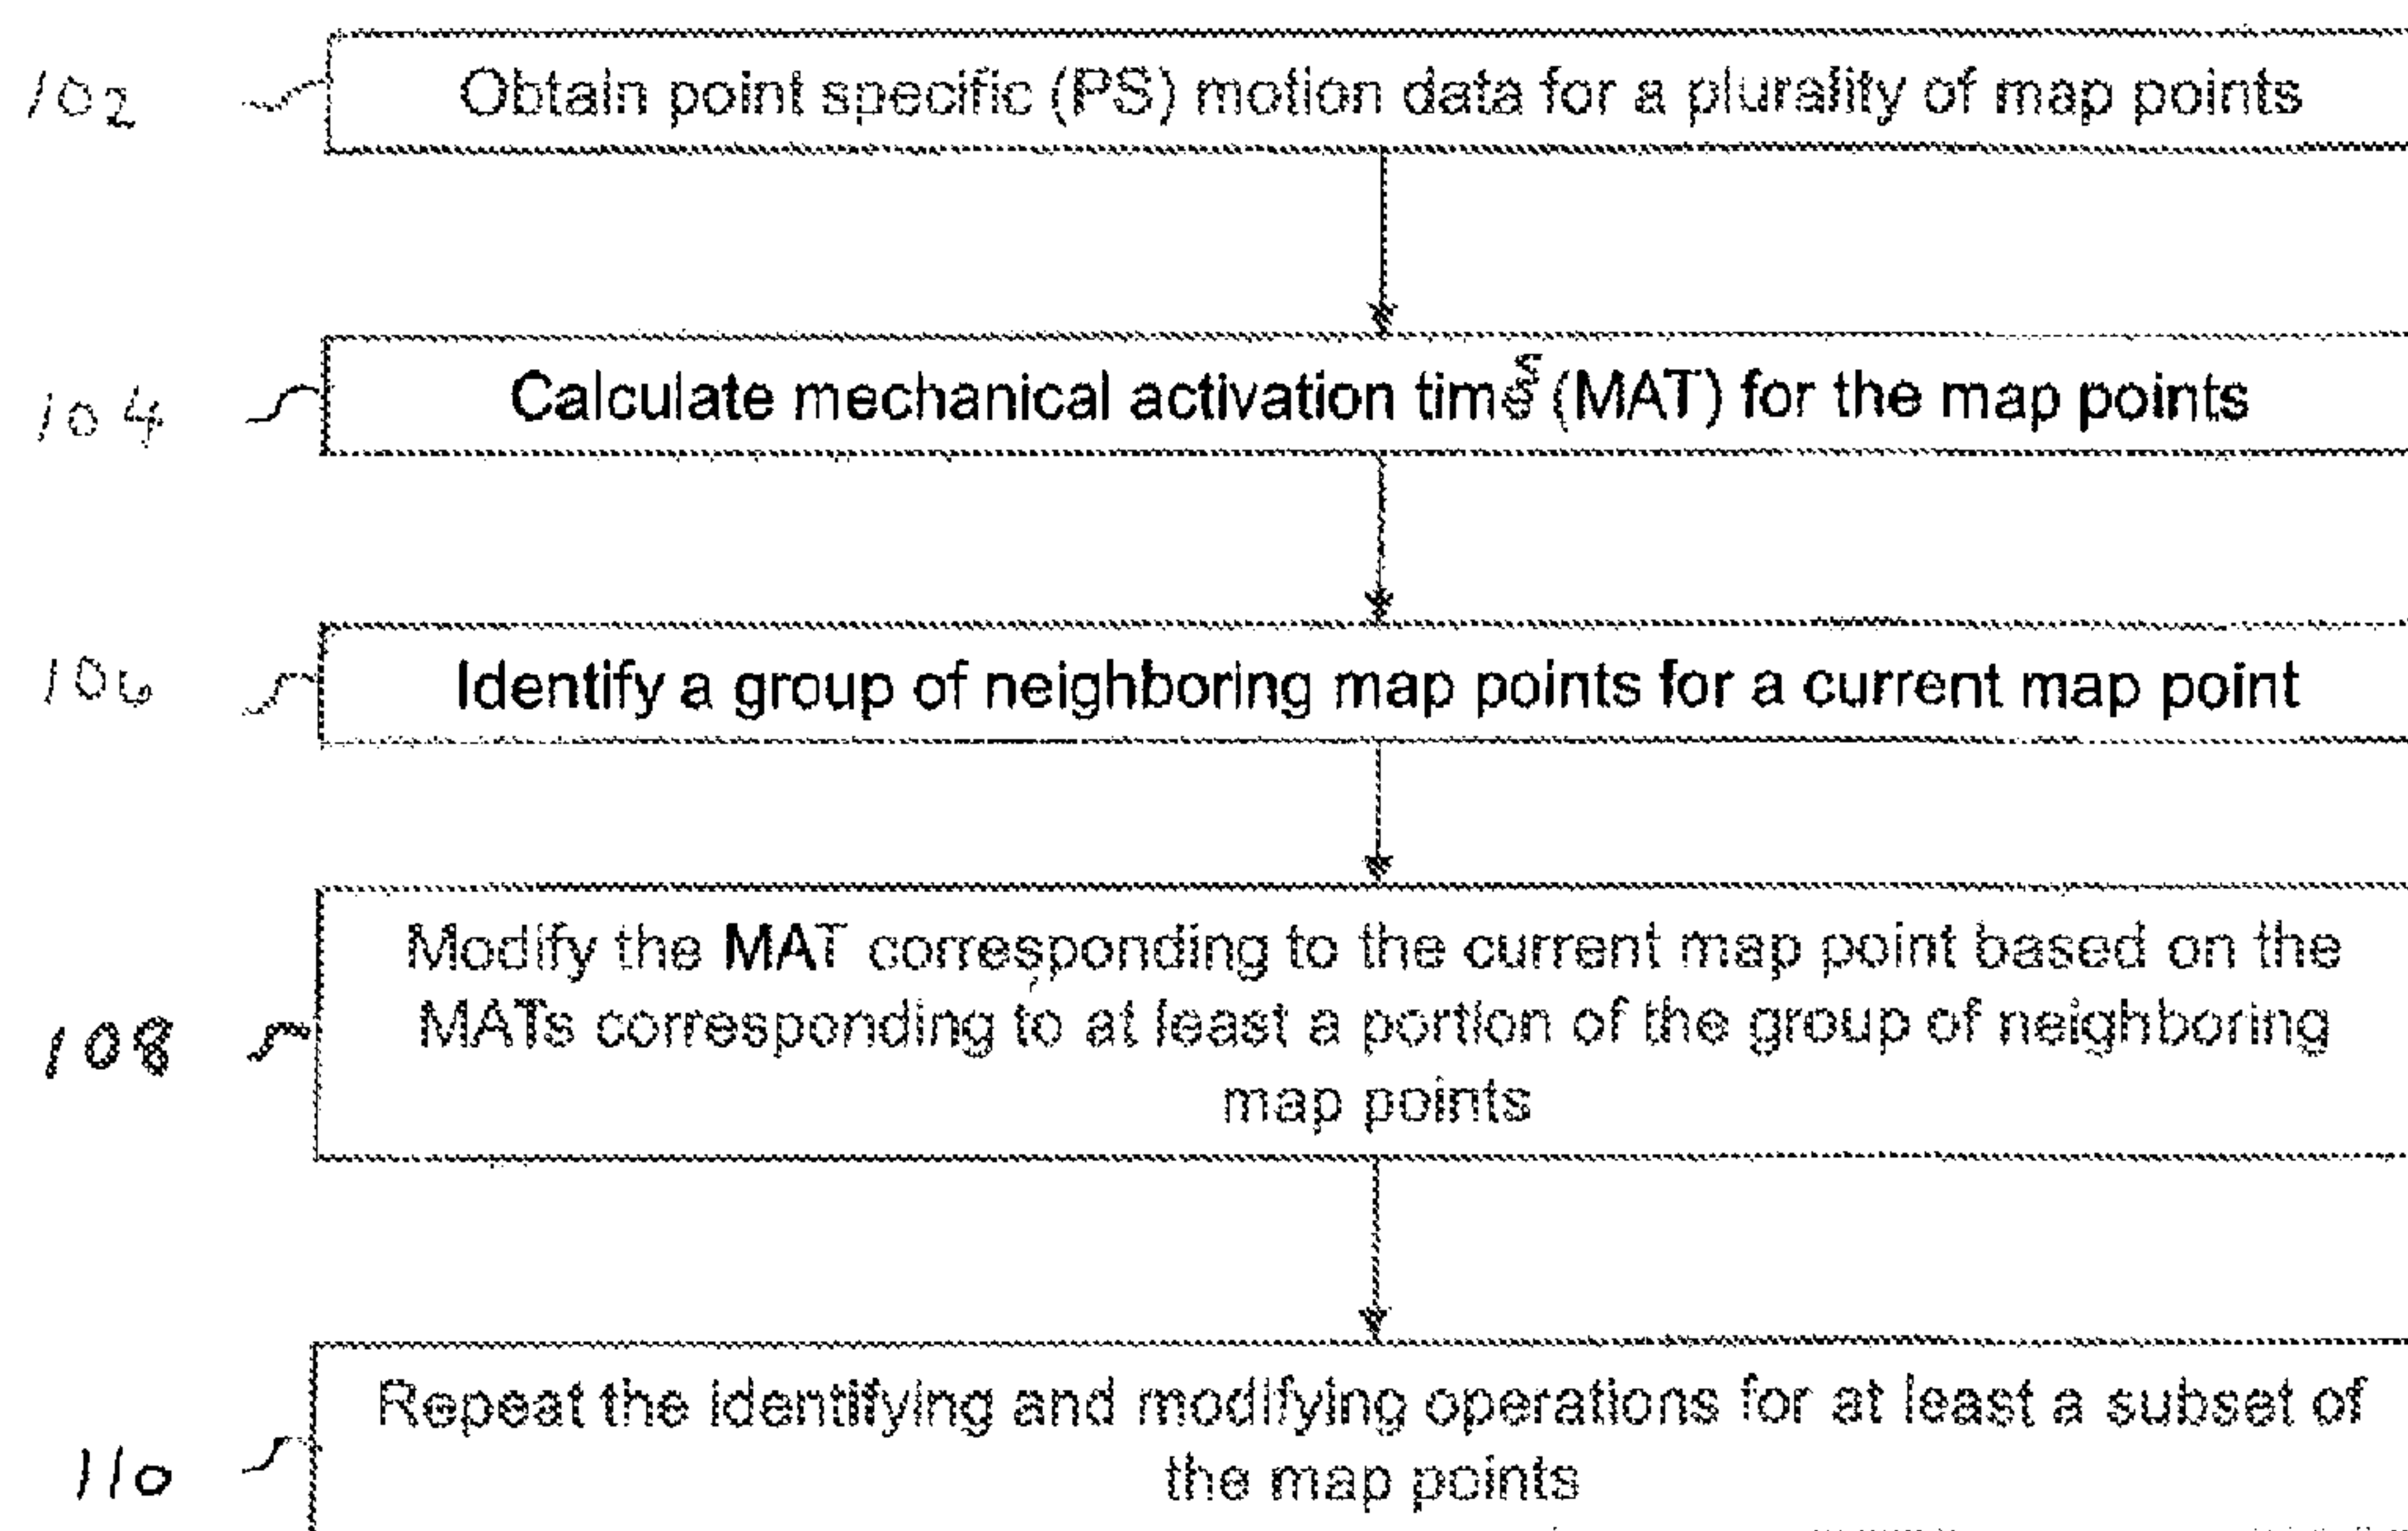 102
Obtain point specific (PS) motion data for a plurality of map points
104
Calculate mechanical activation times (MAT) for the map points
106
Identify a group of neighboring map points for a current map point
108
Modify the MAT corresponding to the current map point based on the
MATs corresponding to at least a portion of the group of neighboring
map points
110
Repeat the identifying and modifying operations for at least a subset of
the map points